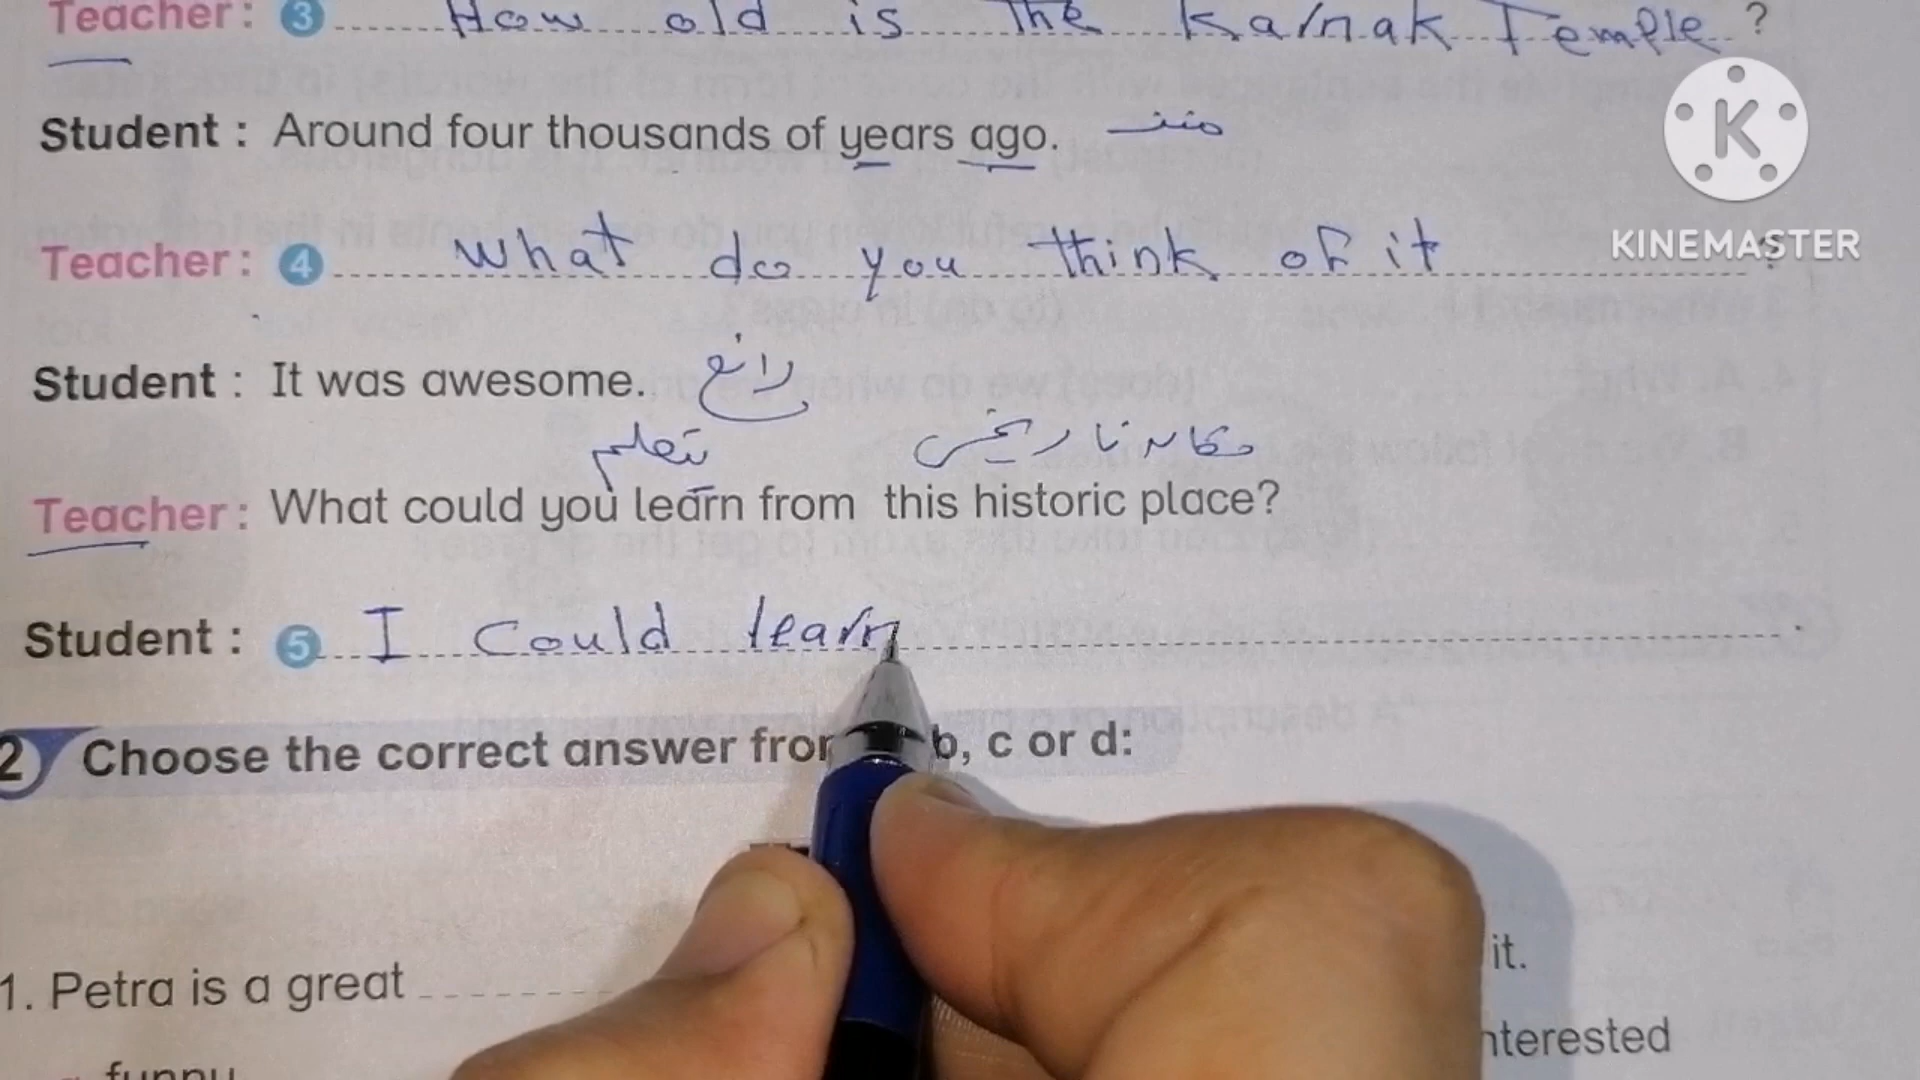 Teacher: 3 How old is The Karnak Temple ?
Student : Around four thousands of years ago. منذ
K
KINEMASTER
Teacher: 4 What do you think of it ?
Student : It was awesome. رائع
تتعلم مكان تاريخى
Teacher: What could you learn from this historic place?
Student : 5 I Could learn .
2 Choose the correct answer from b, c or d:
1. Petra is a great it.
funny nterested